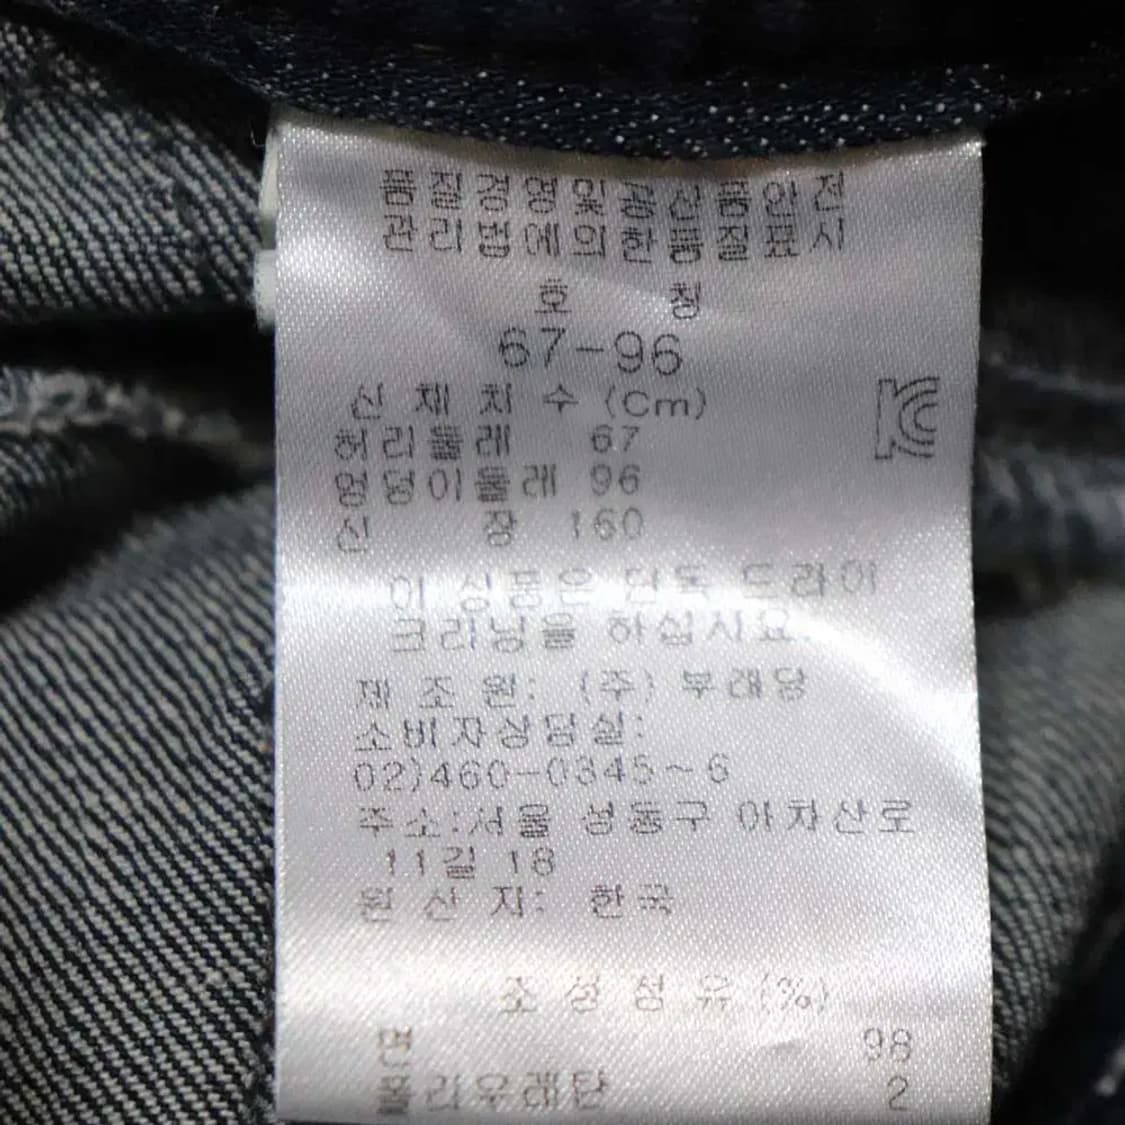 품질경영및공산품안전
관리법에의한품질표시
호 칭
67-96
신체치수 (Cm)
허리둘레 67
엉덩이둘레 96
신 장 160
이 상품은 단독 드라이
크리닝을 하십시요.
제 조 원: (주) 부래당
소비자상담실:
02)460-0345~6
주소:서울 성동구 아차산로
11길 18
원 산 지: 한국
조 성 섬 유 (%)
면 98
폴리우레탄 2